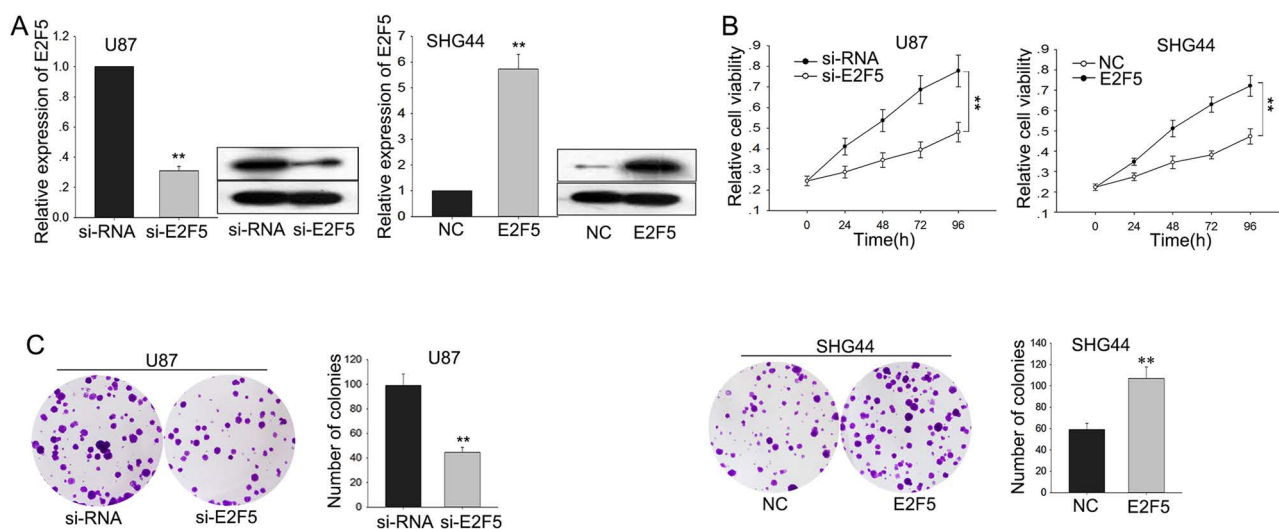 A
Relative expression of E2F5
U87
1.2
1.0
.8
.6
.4
.2
0.0
**
si-RNA si-E2F5
si-RNA si-E2F5
Relative expression of E2F5
SHG44
7
6
5
4
3
2
1
0
**
NC E2F5
NC E2F5
B
Relative cell viability
U87
.9
.8
.7
.6
.5
.4
.3
.2
.1
si-RNA
si-E2F5
**
0 24 48 72 96
Time(h)
Relative cell viability
SHG44
.9
.8
.7
.6
.5
.4
.3
.2
.1
NC
E2F5
**
0 24 48 72 96
Time(h)
C
U87
si-RNA si-E2F5
Number of colonies
U87
120
100
80
60
40
20
0
**
si-RNA si-E2F5
SHG44
NC E2F5
Number of colonies
SHG44
140
120
100
80
60
40
20
0
**
NC E2F5